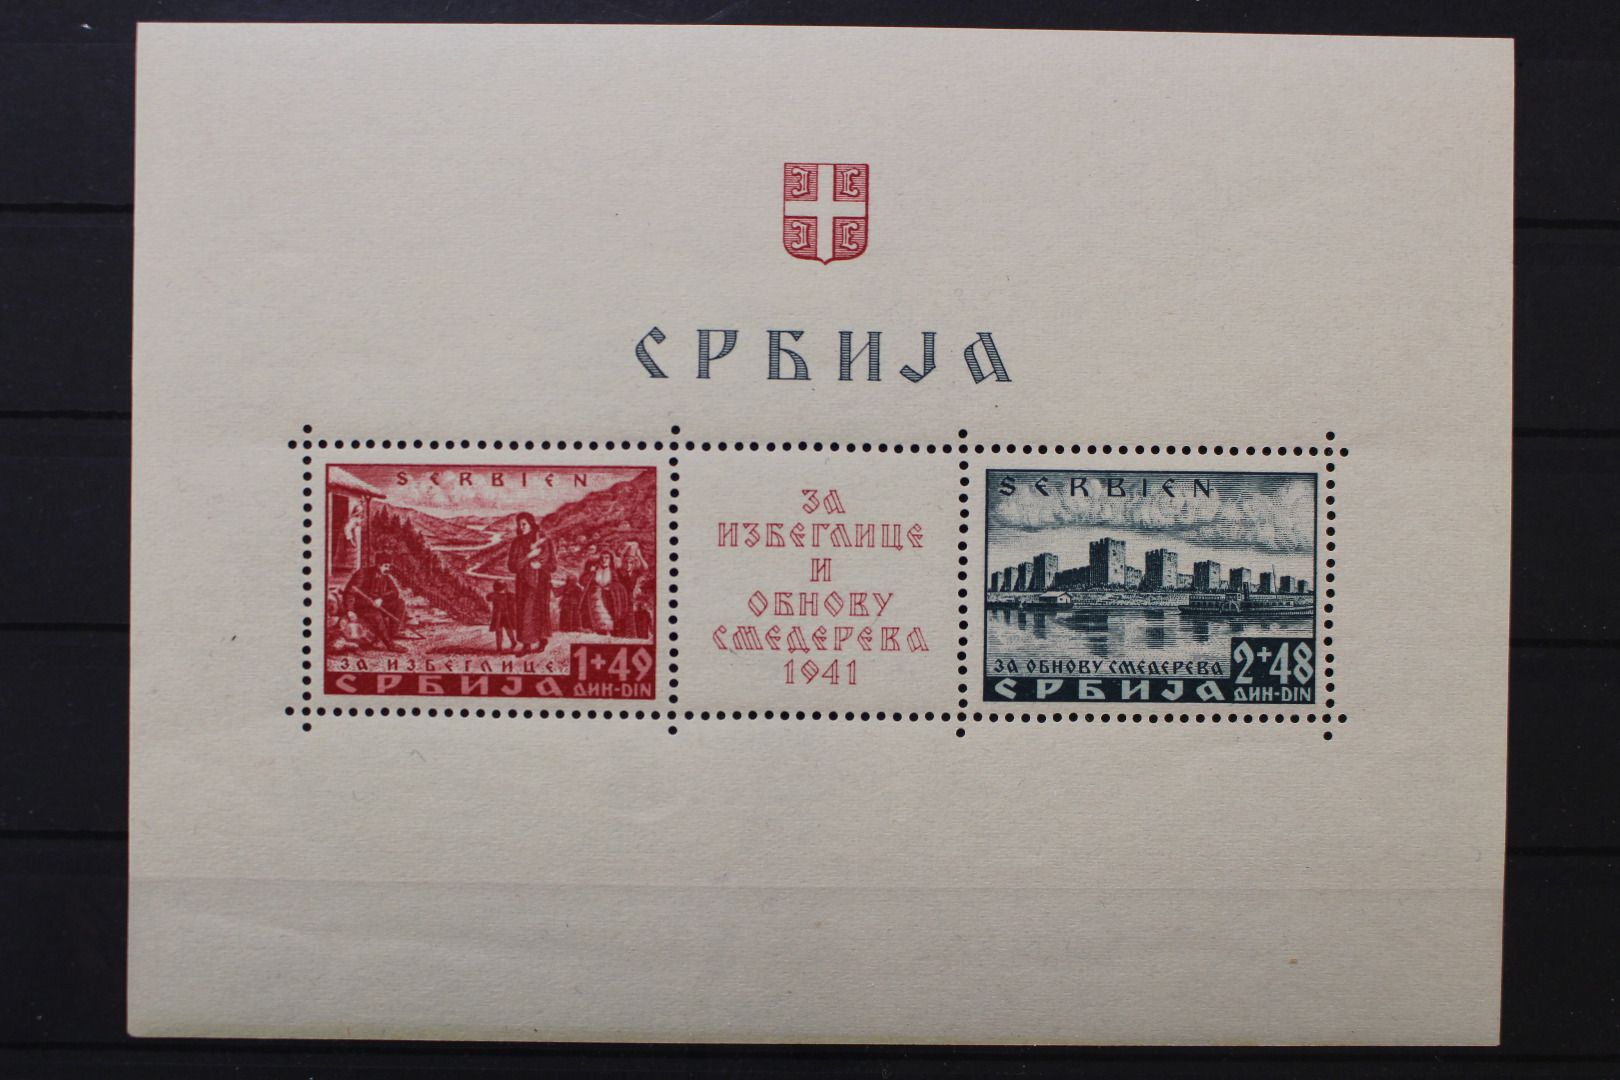 СРБИЈА
SERBIEN
ЗА ИЗБЕГЛИЦЕ
1+49
СРБИЈА
ДИН-DIN
ЗА
ИЗБЕГЛИЦЕ
И
ОБНОВУ
СМЕДЕРЕВА
1941
SERBIEN
ЗА ОБНОВУ СМЕДЕРЕВА
2+48
СРБИЈА
ДИН-DIN